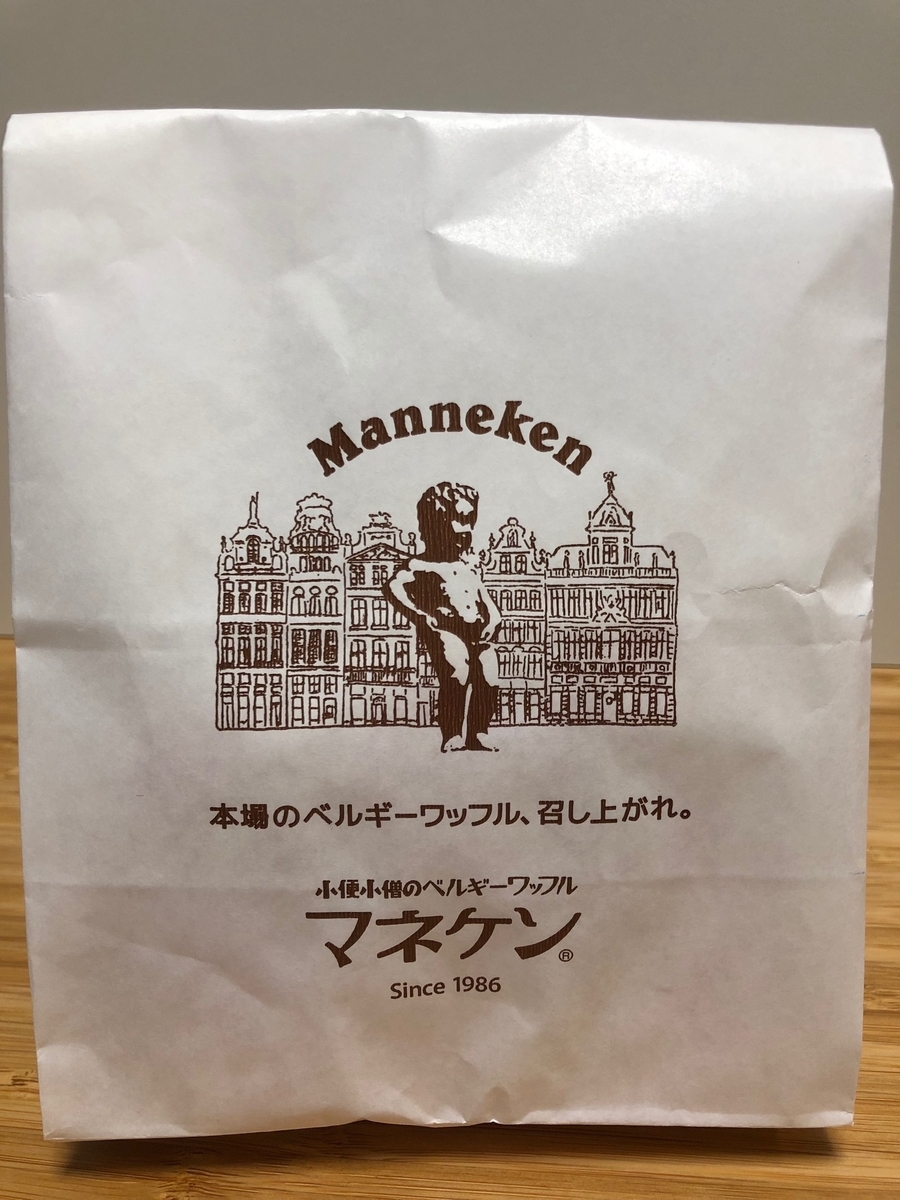 Manneken
本場のベルギーワッフル、召し上がれ。
小便小僧のベルギーワッフル
マネケン®
Since 1986